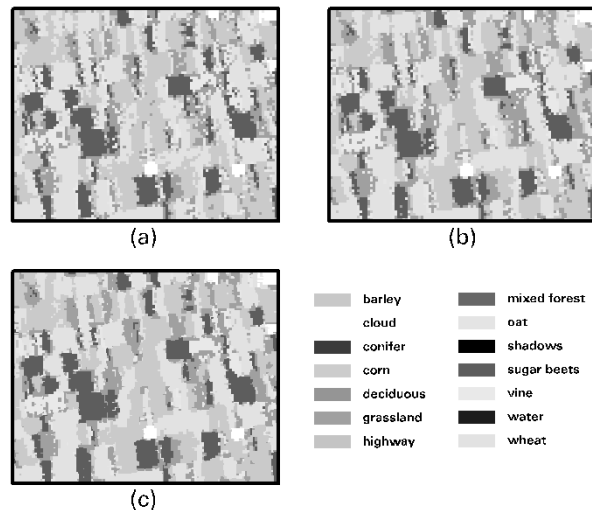 (a)
(b)
(c)
barley
cloud
conifer
corn
deciduous
grassland
highway
mixed forest
oat
shadows
sugar beets
vine
water
wheat